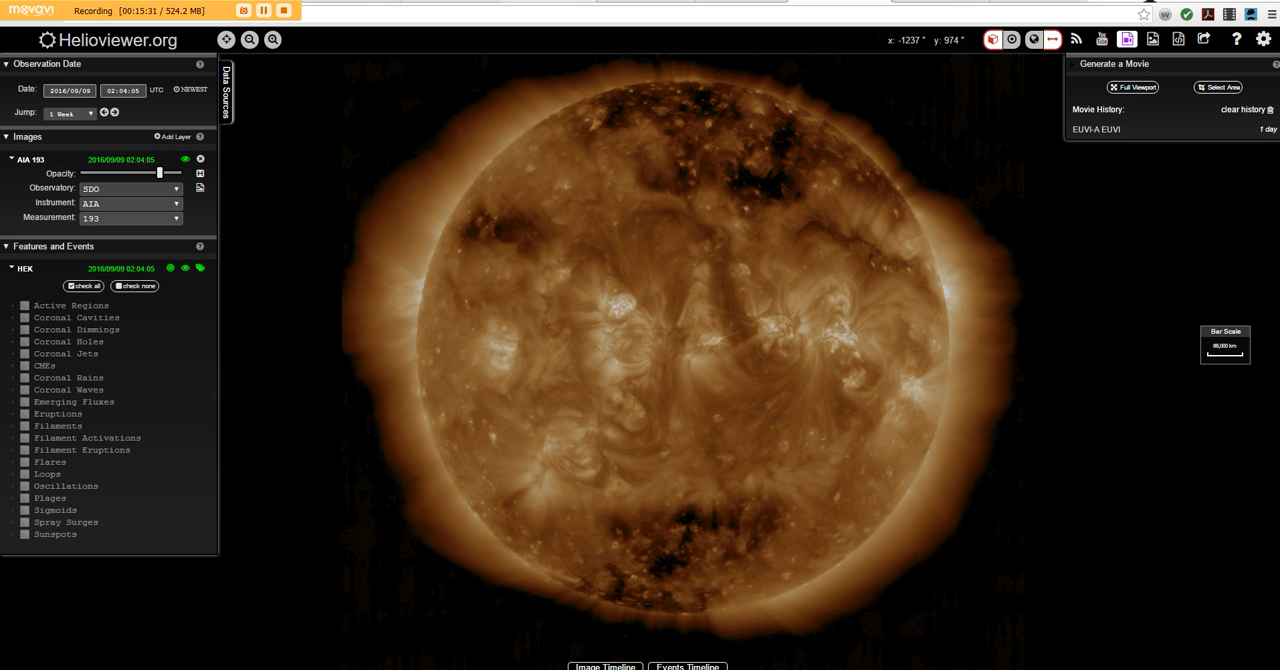 movavi Recording [00:15:31 / 524.2 MB]
Helioviewer.org
x: -1237 " y: 974 "
Observation Date
Date: 2016/09/09 02:04:05 UTC NEWEST
Jump: 1 Week
Images Add Layer
AIA 193 2016/09/09 02:04:05
Opacity:
Observatory: SDO
Instrument: AIA
Measurement: 193
Features and Events
HEK 2016/09/09 02:04:05
check all check none
Active Regions
Coronal Cavities
Coronal Dimmings
Coronal Holes
Coronal Jets
CMEs
Coronal Rains
Coronal Waves
Emerging Fluxes
Eruptions
Filaments
Filament Activations
Filament Eruptions
Flares
Loops
Oscillations
Plages
Sigmoids
Spray Surges
Sunspots
Data Sources
Generate a Movie
Full Viewport Select Area
Movie History: clear history
EUVI-A EUVI 1 day
Bar Scale
Image Timeline Events Timeline